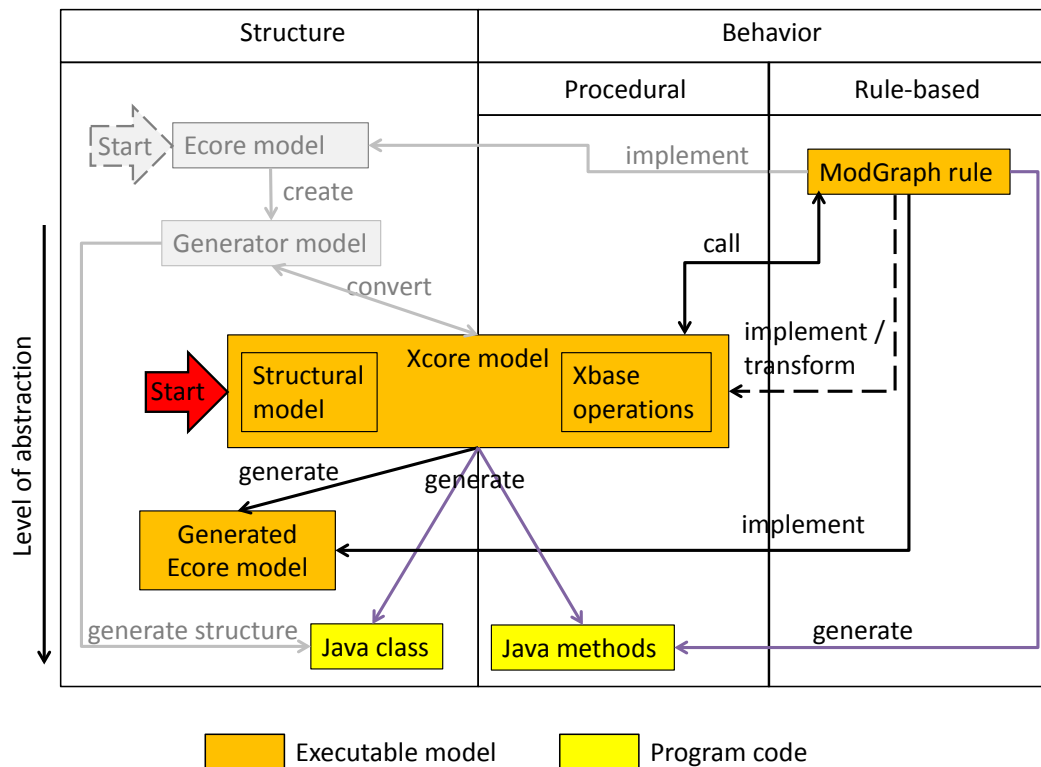 Structure
Behavior
Procedural
Rule-based
Start
Ecore model
implement
ModGraph rule
create
Generator model
call
convert
Level of abstraction
Xcore model
implement /
transform
Start
Structural
model
Xbase
operations
generate
generate
Generated
Ecore model
implement
generate structure
Java class
Java methods
generate
Executable model
Program code